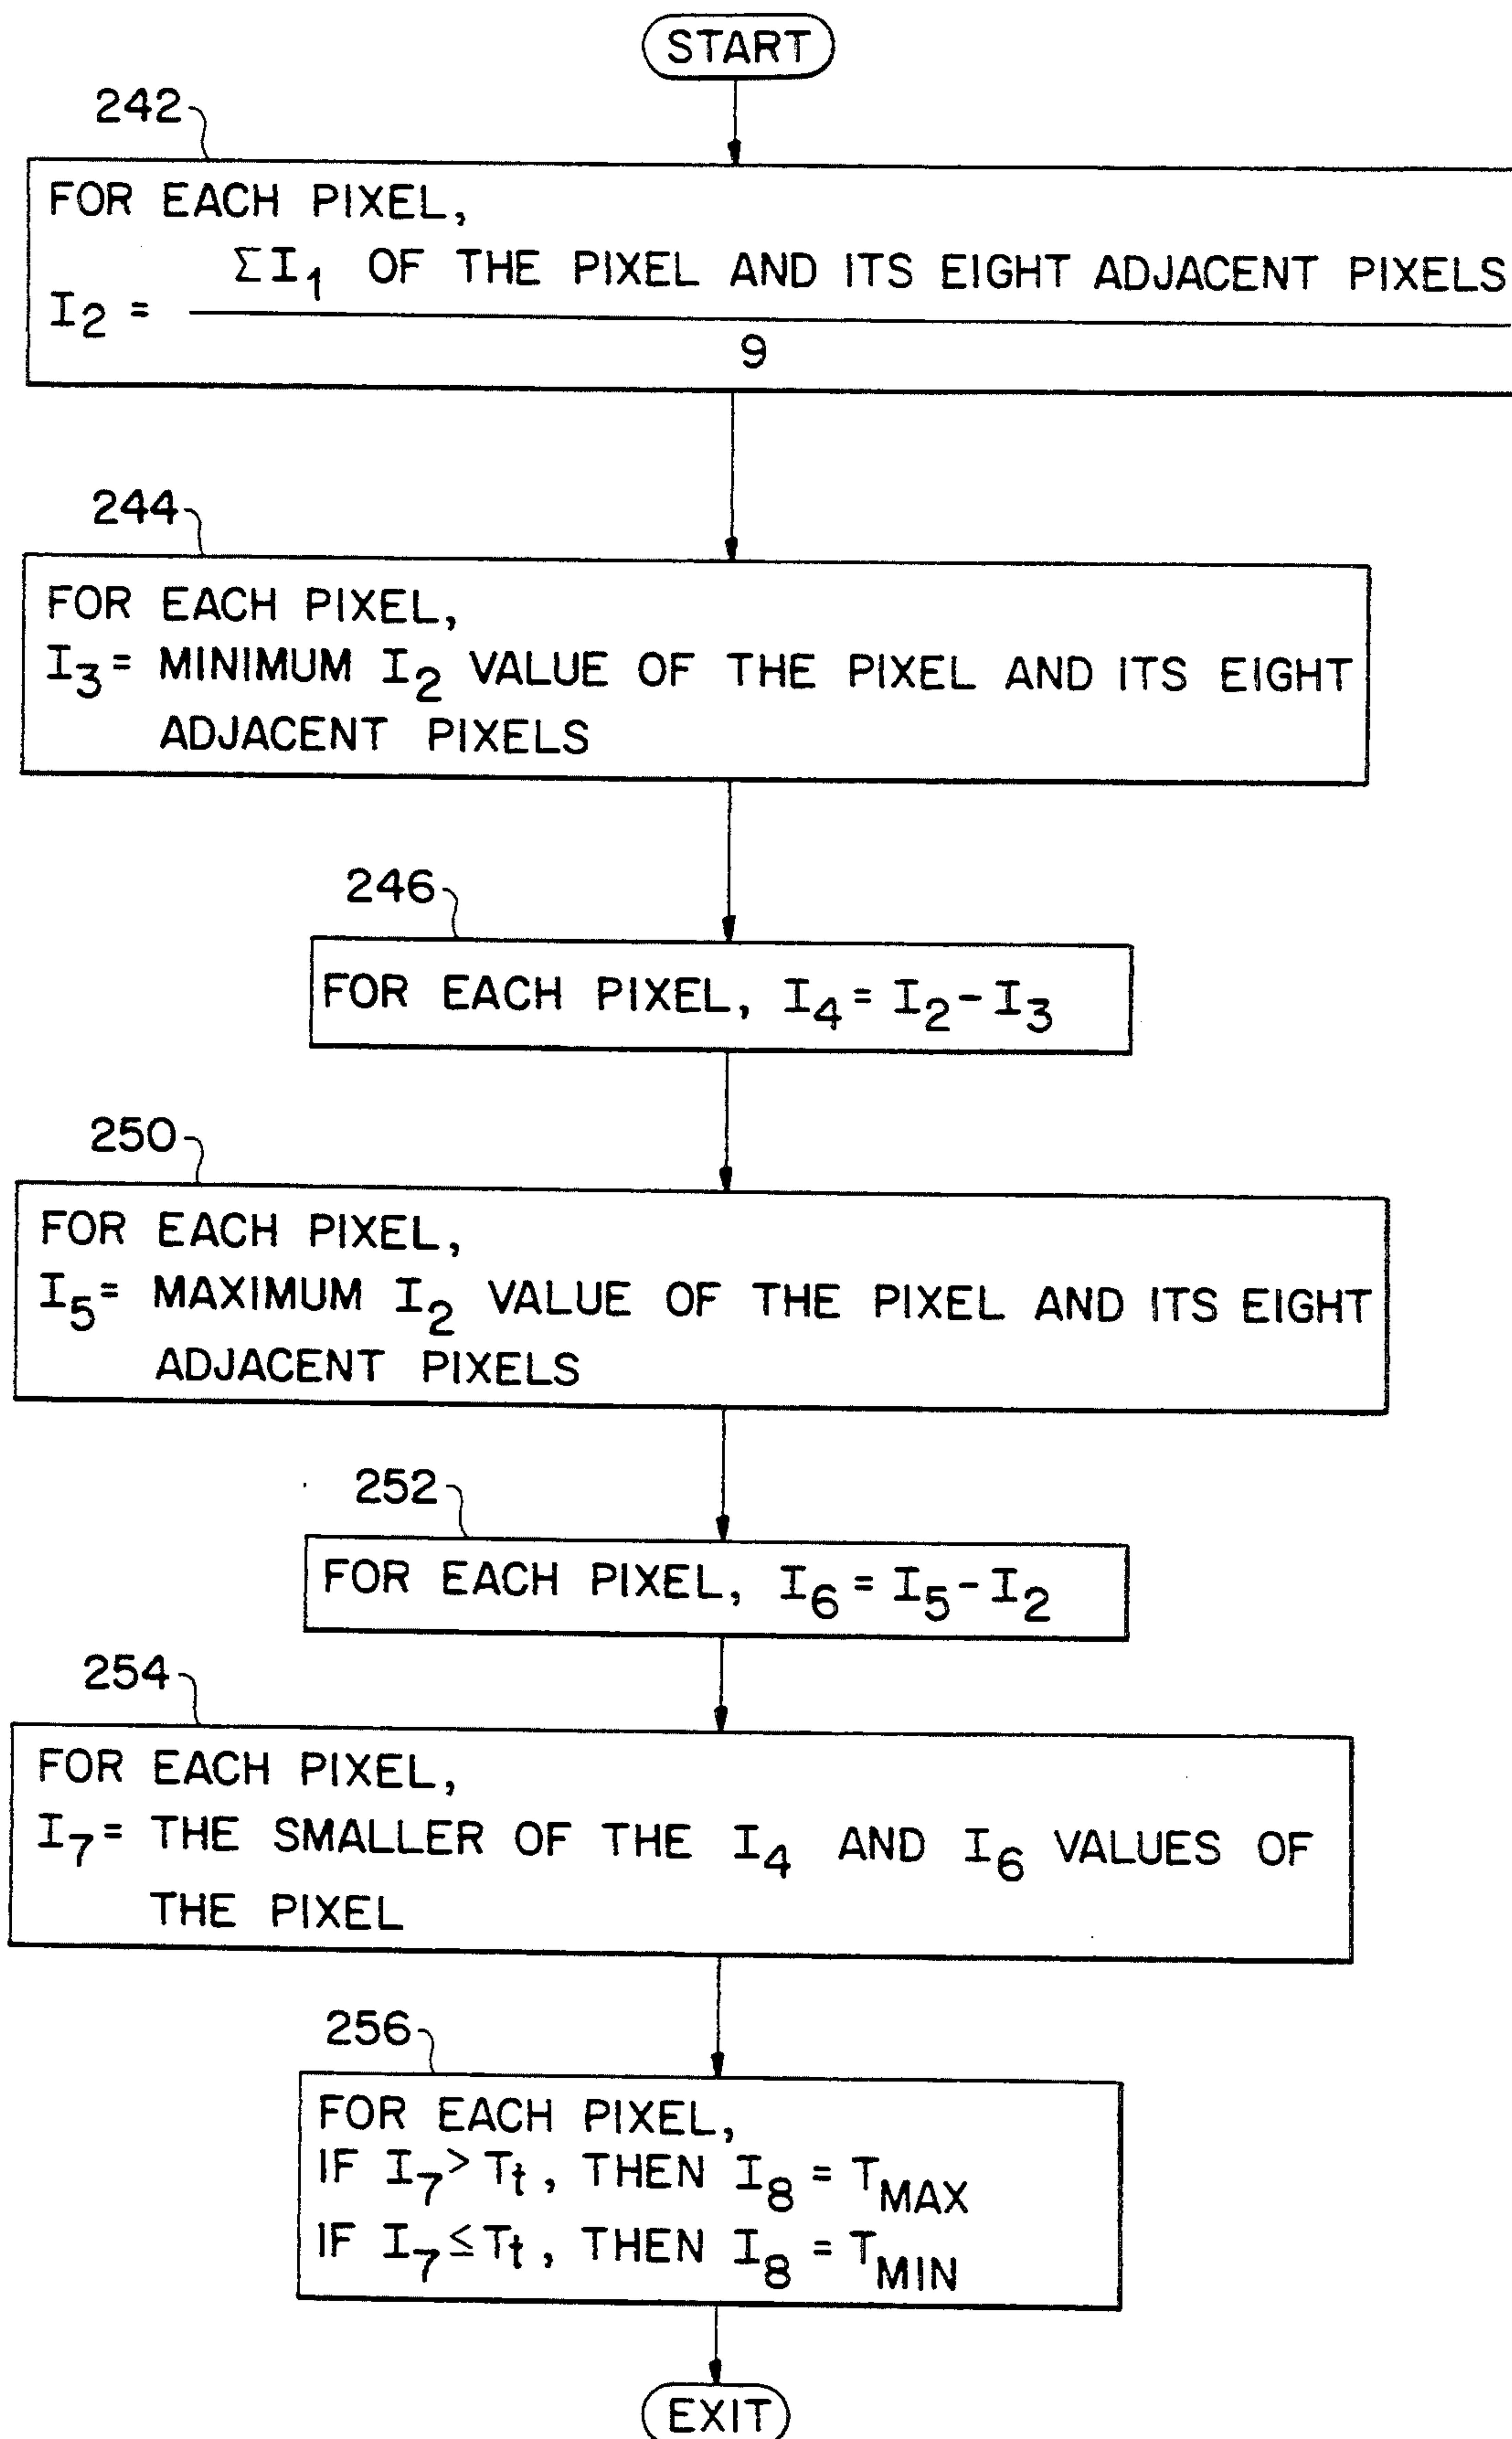 START
242
FOR EACH PIXEL,
ΣI₁ OF THE PIXEL AND ITS EIGHT ADJACENT PIXELS
I₂ =
9
244
FOR EACH PIXEL,
I₃ = MINIMUM I₂ VALUE OF THE PIXEL AND ITS EIGHT
ADJACENT PIXELS
246
FOR EACH PIXEL, I₄ = I₂ - I₃
250
FOR EACH PIXEL,
I₅ = MAXIMUM I₂ VALUE OF THE PIXEL AND ITS EIGHT
ADJACENT PIXELS
252
FOR EACH PIXEL, I₆ = I₅ - I₂
254
FOR EACH PIXEL,
I₇ = THE SMALLER OF THE I₄ AND I₆ VALUES OF
THE PIXEL
256
FOR EACH PIXEL,
IF I₇ > Tₜ, THEN I₈ = T_MAX
IF I₇ ≤ Tₜ, THEN I₈ = T_MIN
EXIT